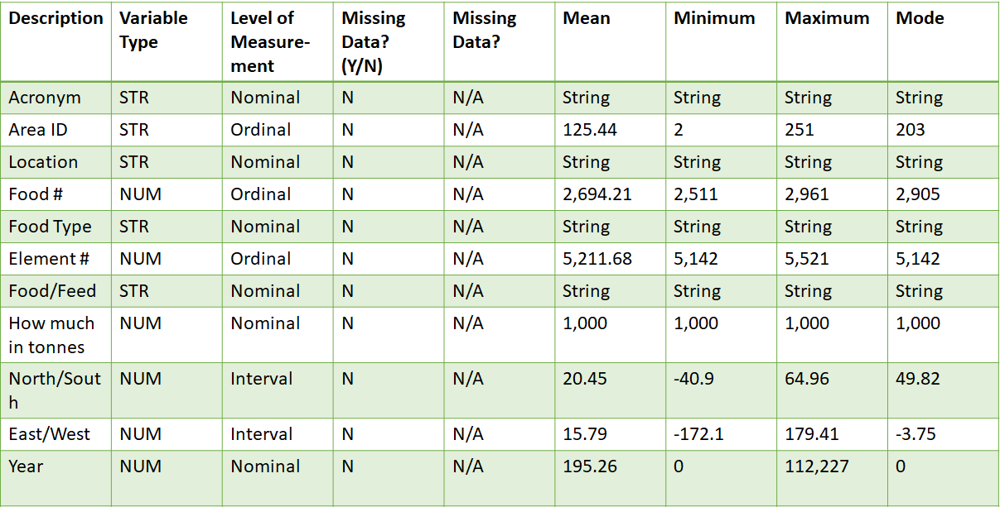 Description Variable Type Level of Measure-ment Missing Data? (Y/N) Missing Data? Mean Minimum Maximum Mode
Acronym STR Nominal N N/A String String String String
Area ID STR Ordinal N N/A 125.44 2 251 203
Location STR Nominal N N/A String String String String
Food # NUM Ordinal N N/A 2,694.21 2,511 2,961 2,905
Food Type STR Nominal N N/A String String String String
Element # NUM Ordinal N N/A 5,211.68 5,142 5,521 5,142
Food/Feed STR Nominal N N/A String String String String
How much in tonnes NUM Nominal N N/A 1,000 1,000 1,000 1,000
North/South NUM Interval N N/A 20.45 -40.9 64.96 49.82
East/West NUM Interval N N/A 15.79 -172.1 179.41 -3.75
Year NUM Nominal N N/A 195.26 0 112,227 0